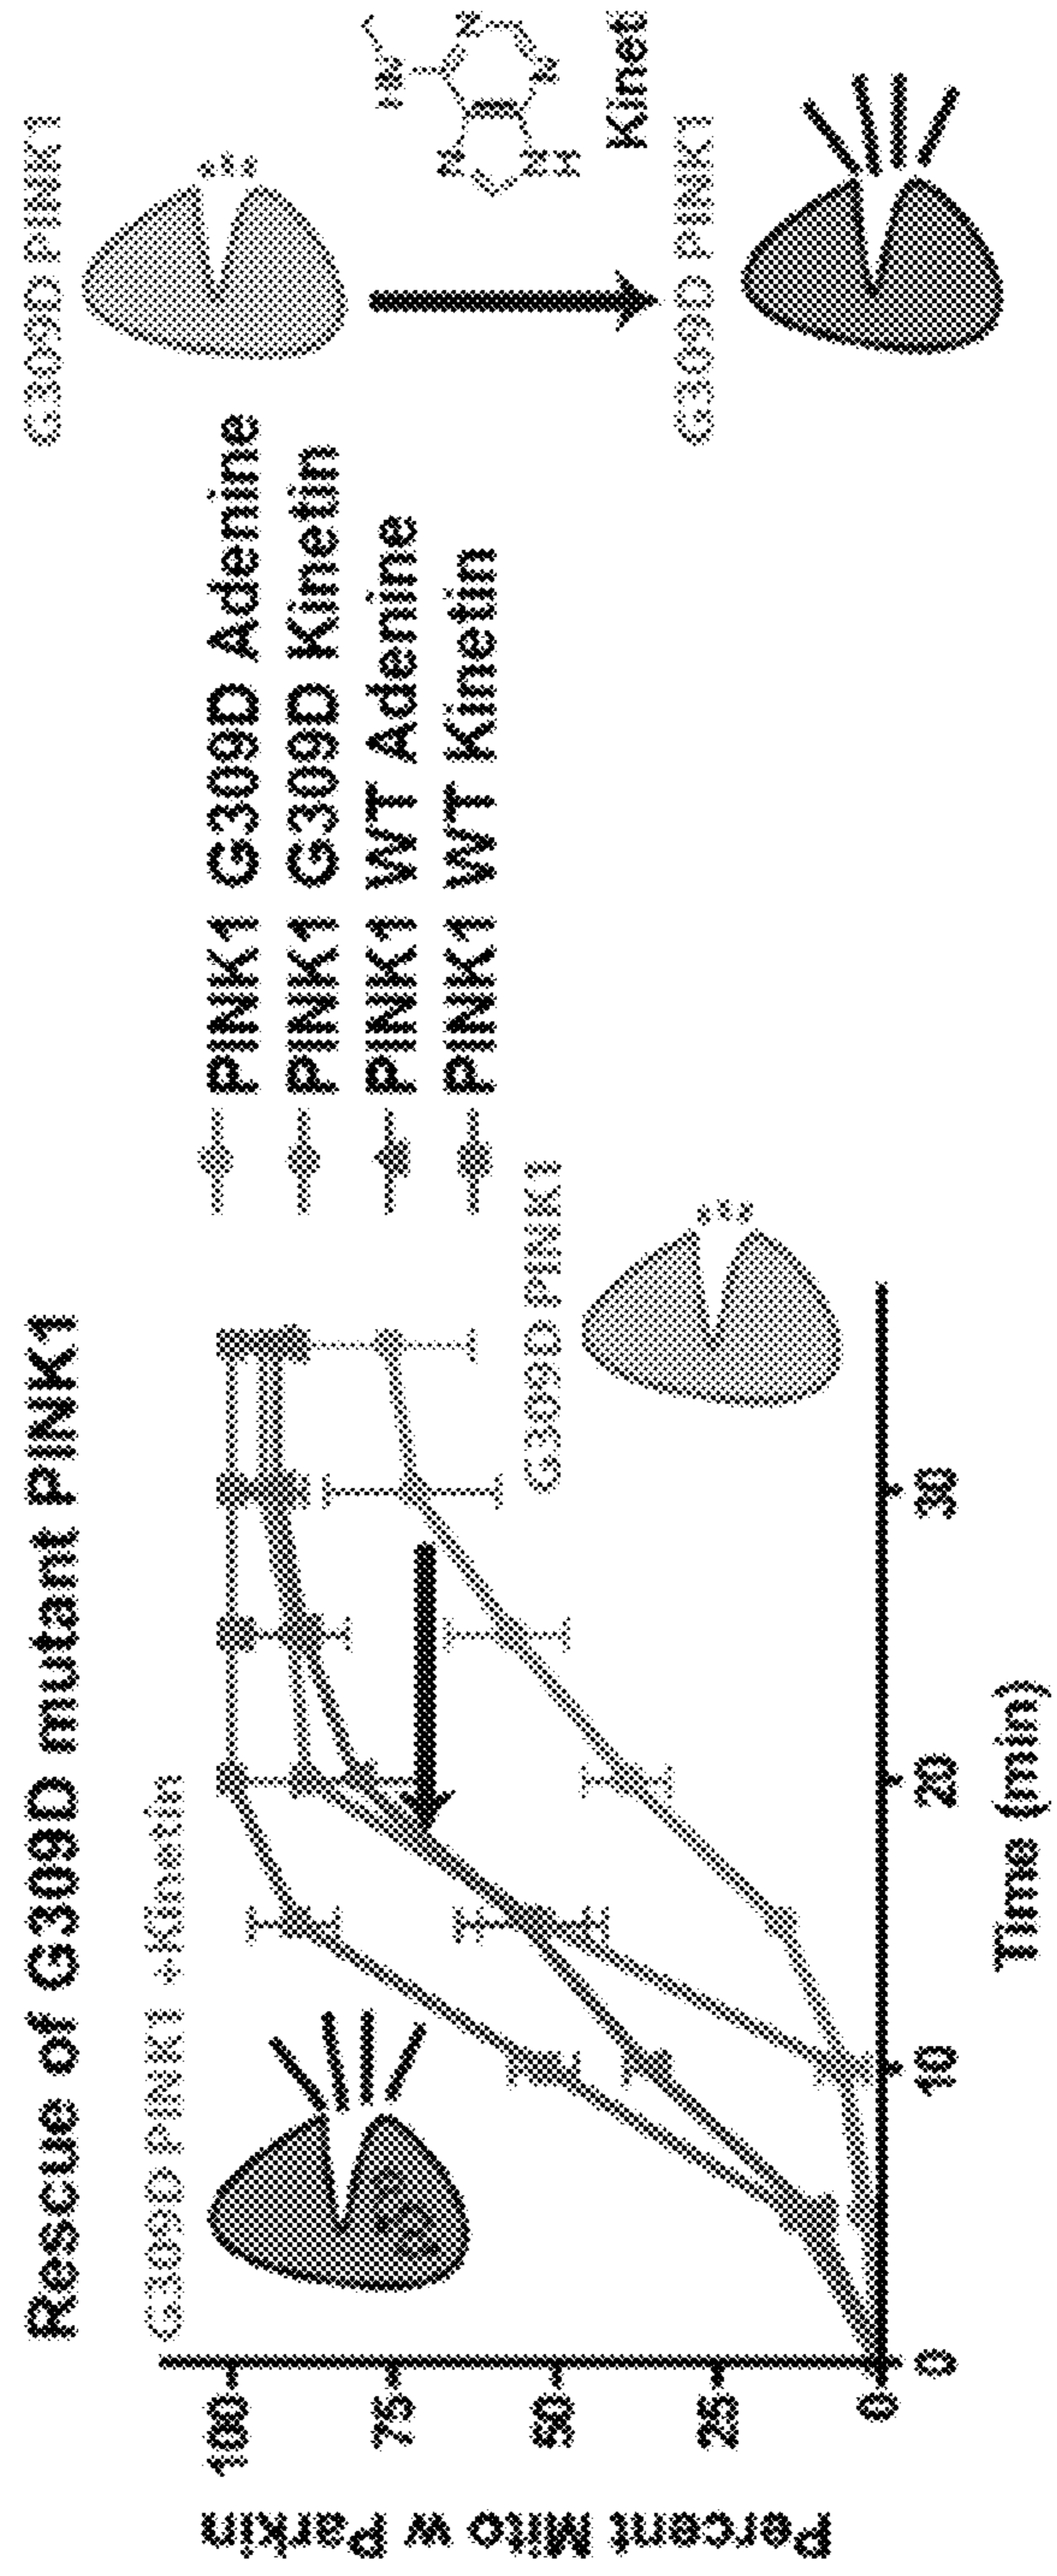 Rescue of G309D mutant PINK1
G309D PINK1 +Kinetin
Percent Mito w Parkin
100
75
50
25
0
0
10
20
30
Time (min)
G309D PINK1
PINK1 G309D Adenine
PINK1 G309D Kinetin
PINK1 WT Adenine
PINK1 WT Kinetin
G309D PINK1
HN
N
N
N
NH
Kinet
G309D PINK1